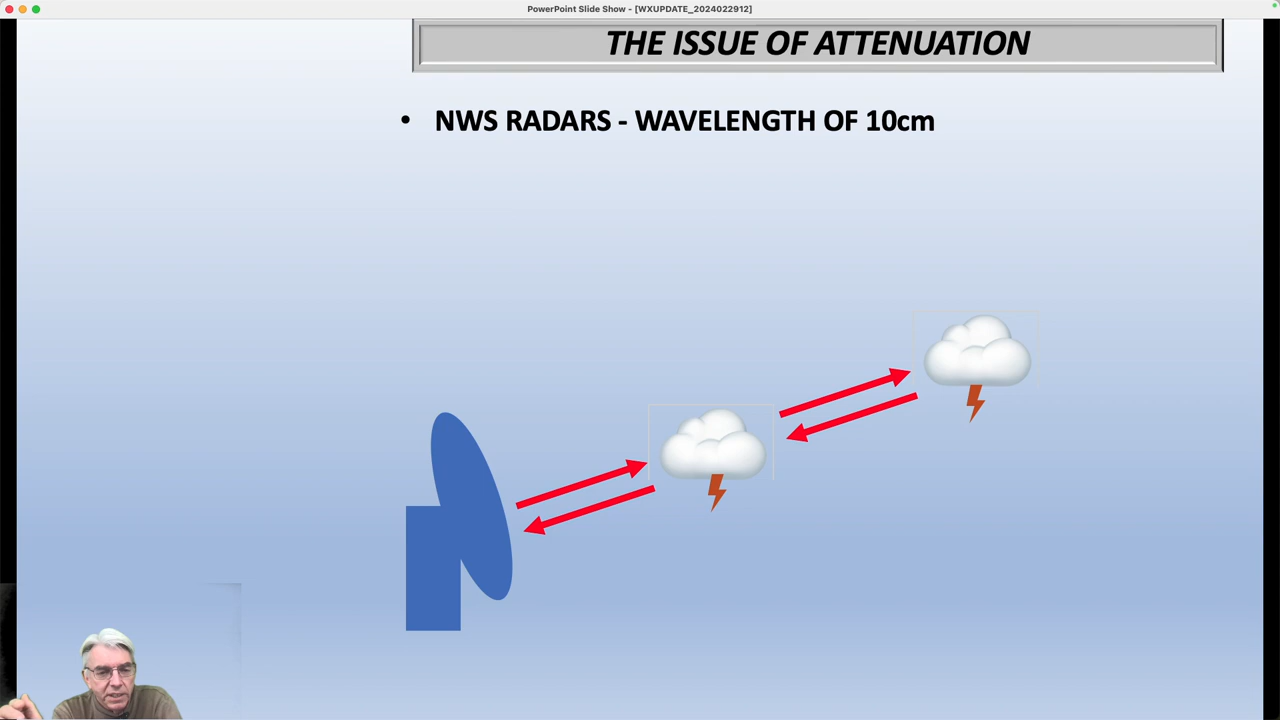 PowerPoint Slide Show - [WXUPDATE_2024022912]
THE ISSUE OF ATTENUATION
• NWS RADARS - WAVELENGTH OF 10cm